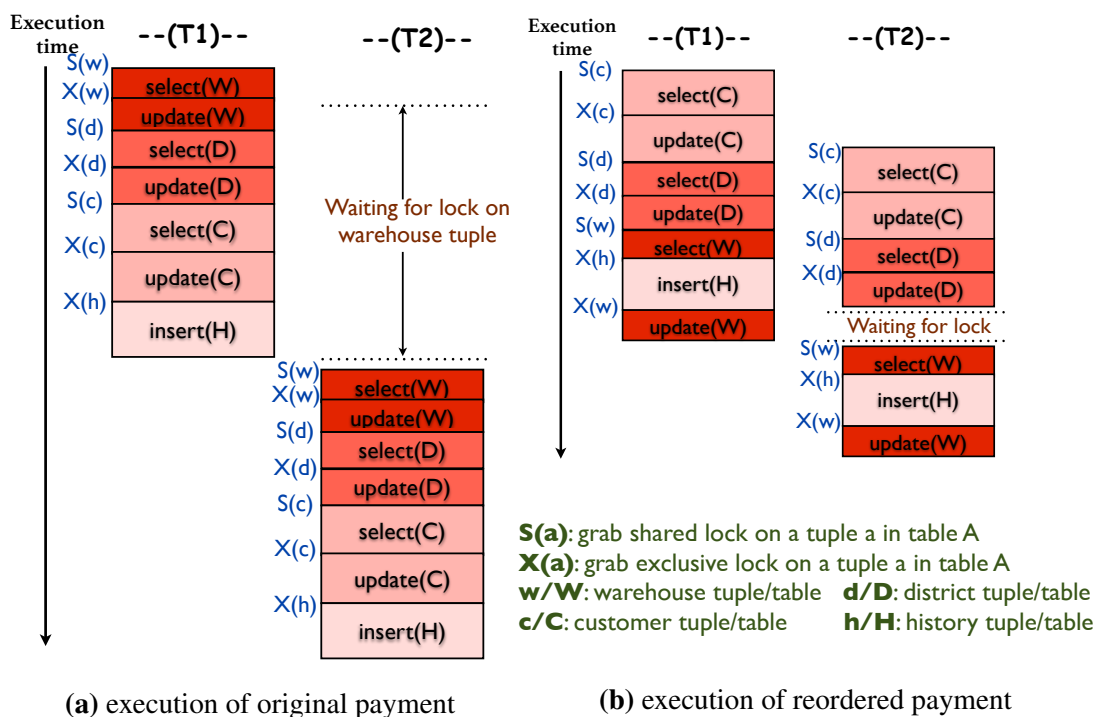 Execution
time
--(T1)--
--(T2)--
S(w)
select(W)
X(w)
update(W)
S(d)
select(D)
X(d)
update(D)
S(c)
select(C)
X(c)
update(C)
X(h)
insert(H)
Waiting for lock on
warehouse tuple
S(w)
select(W)
X(w)
update(W)
S(d)
select(D)
X(d)
update(D)
S(c)
select(C)
X(c)
update(C)
X(h)
insert(H)
(a) execution of original payment
Execution
time
--(T1)--
--(T2)--
S(c)
select(C)
X(c)
update(C)
S(d)
select(D)
X(d)
update(D)
S(w)
select(W)
X(h)
insert(H)
X(w)
update(W)
S(c)
select(C)
X(c)
update(C)
S(d)
select(D)
X(d)
update(D)
Waiting for lock
S(w)
select(W)
X(h)
insert(H)
X(w)
update(W)
S(a): grab shared lock on a tuple a in table A
X(a): grab exclusive lock on a tuple a in table A
w/W: warehouse tuple/table d/D: district tuple/table
c/C: customer tuple/table h/H: history tuple/table
(b) execution of reordered payment